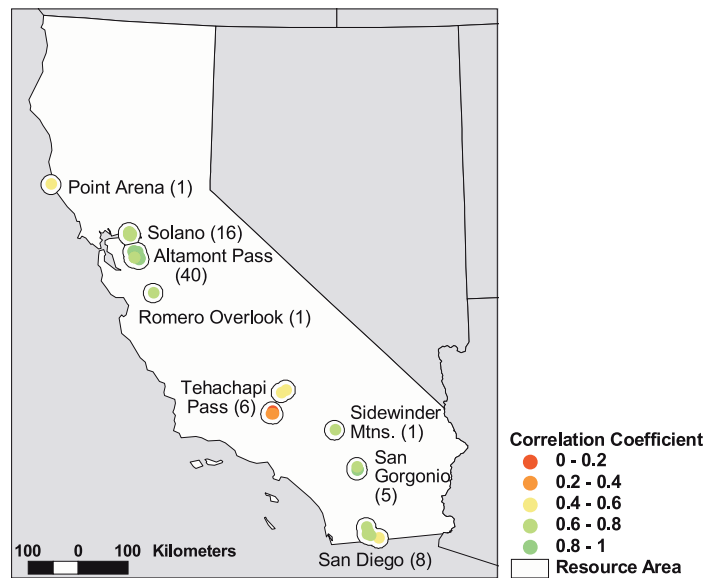 Point Arena (1)
Solano (16)
Altamont Pass
(40)
Romero Overlook (1)
Tehachapi
Pass (6)
Sidewinder
Mtns. (1)
San
Gorgonio
(5)
San Diego (8)
100 0 100 Kilometers
Correlation Coefficient
0 - 0.2
0.2 - 0.4
0.4 - 0.6
0.6 - 0.8
0.8 - 1
Resource Area